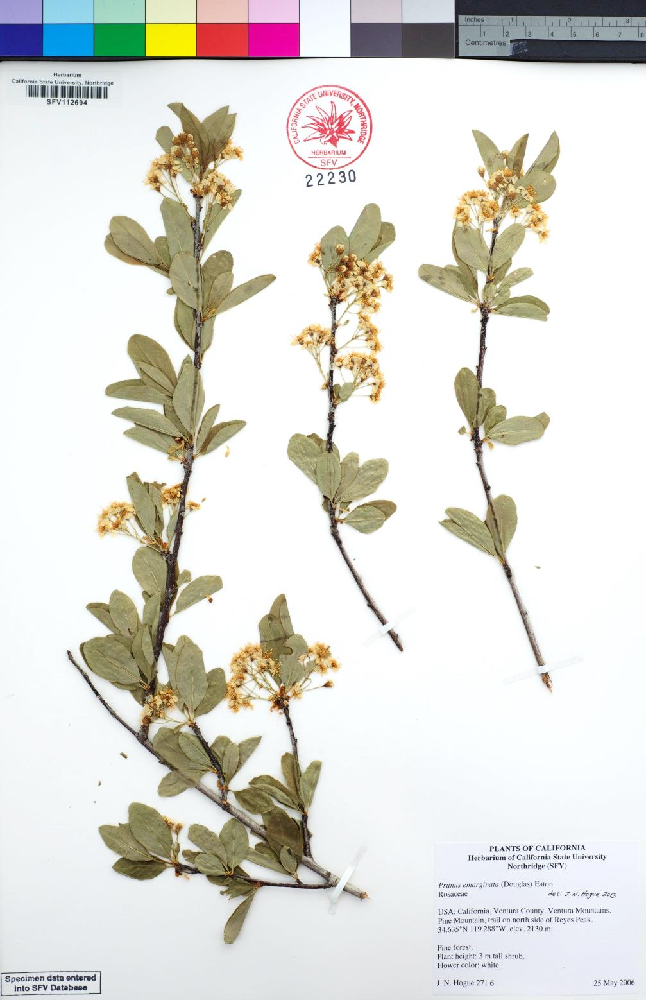 Inches 1 2 3
1 2 3 4 5 6 7 8
Centimetres
Herbarium
California State University, Northridge
SFV112694
CALIFORNIA STATE UNIVERSITY, NORTHRIDGE
HERBARIUM
SFV
22230
PLANTS OF CALIFORNIA
Herbarium of California State University
Northridge (SFV)
Prunus emarginata (Douglas) Eaton
Rosaceae det. J.N. Hogue 2013
USA: California, Ventura County. Ventura Mountains.
Pine Mountain, trail on north side of Reyes Peak.
34.635°N 119.288°W, elev. 2130 m.
Pine forest.
Plant height: 3 m tall shrub.
Flower color: white.
J. N. Hogue 271.6 25 May 2006
Specimen data entered
into SFV Database